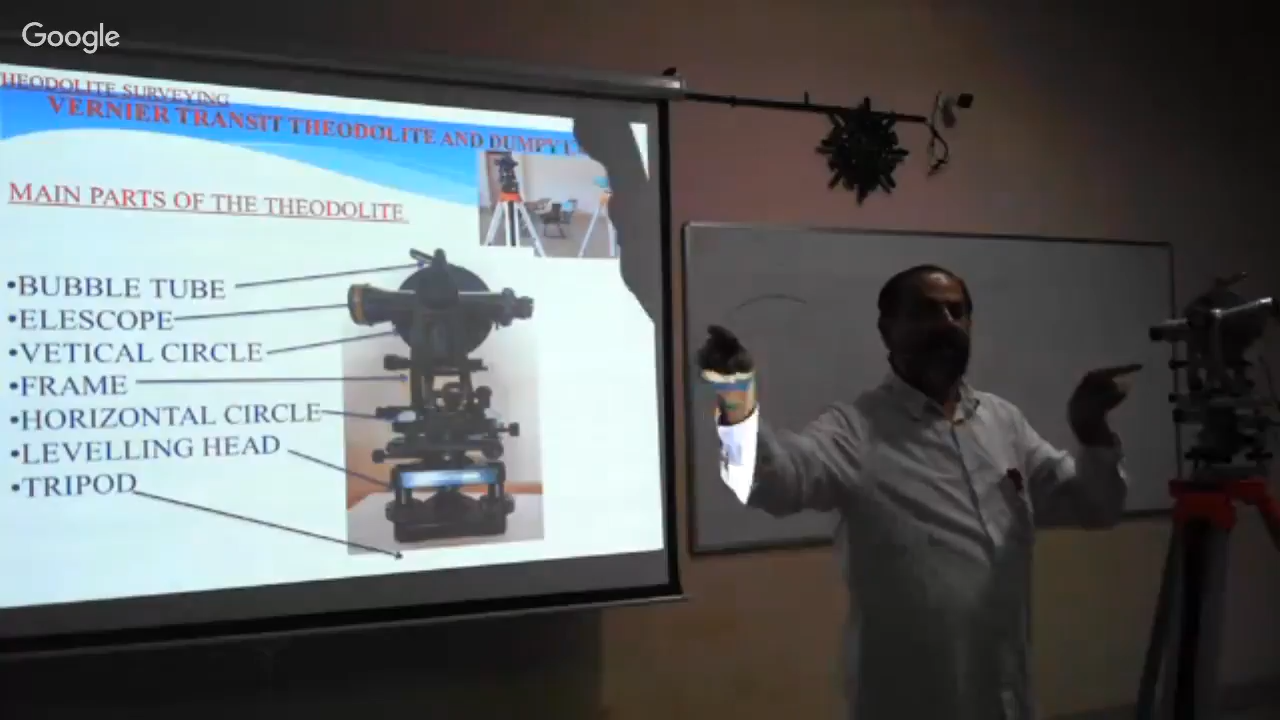 Google
THEODOLITE SURVEYING
VERNIER TRANSIT THEODOLITE AND DUMPY
MAIN PARTS OF THE THEODOLITE
•BUBBLE TUBE
•ELESCOPE
•VETICAL CIRCLE
•FRAME
•HORIZONTAL CIRCLE
•LEVELLING HEAD
•TRIPOD